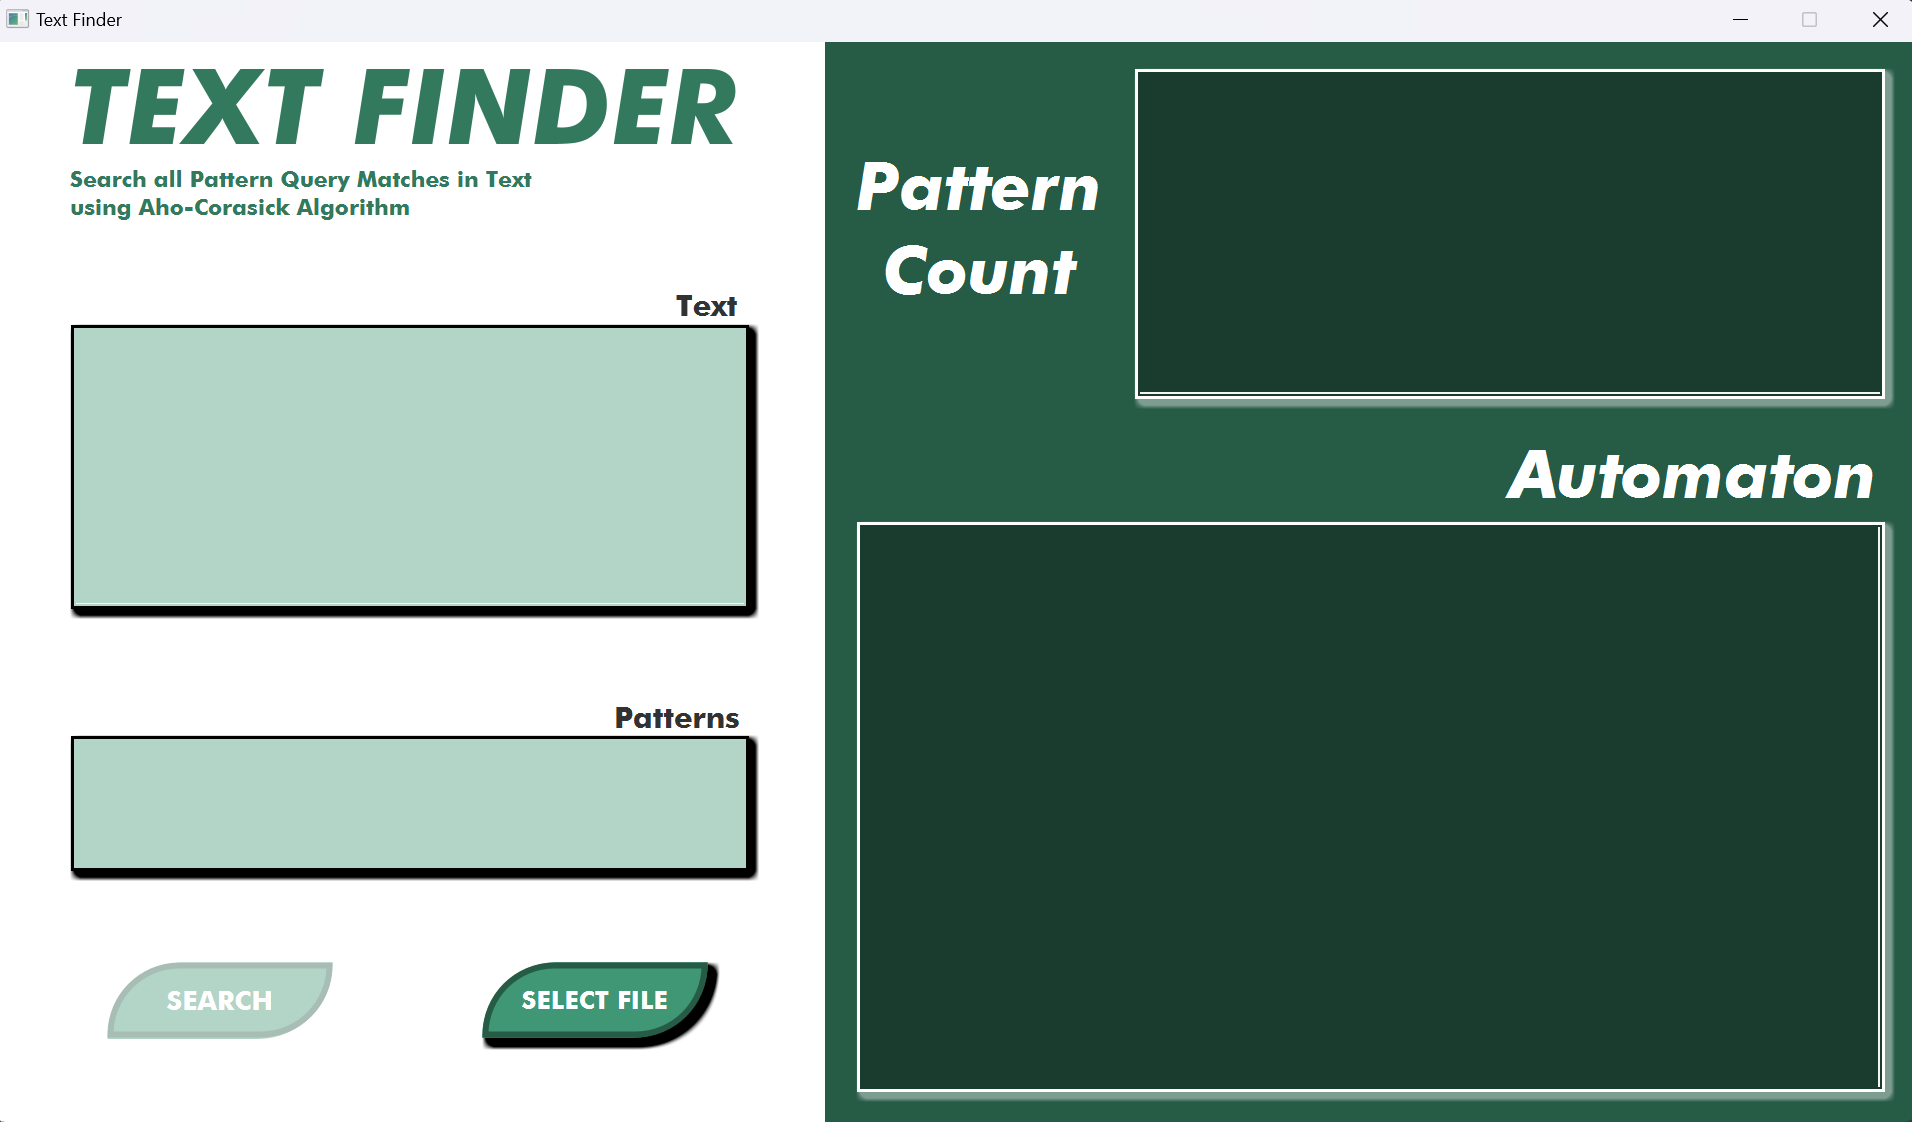 Text Finder
TEXT FINDER
Search all Pattern Query Matches in Text
using Aho-Corasick Algorithm
Text
Patterns
SEARCH
SELECT FILE
Pattern
Count
Automaton